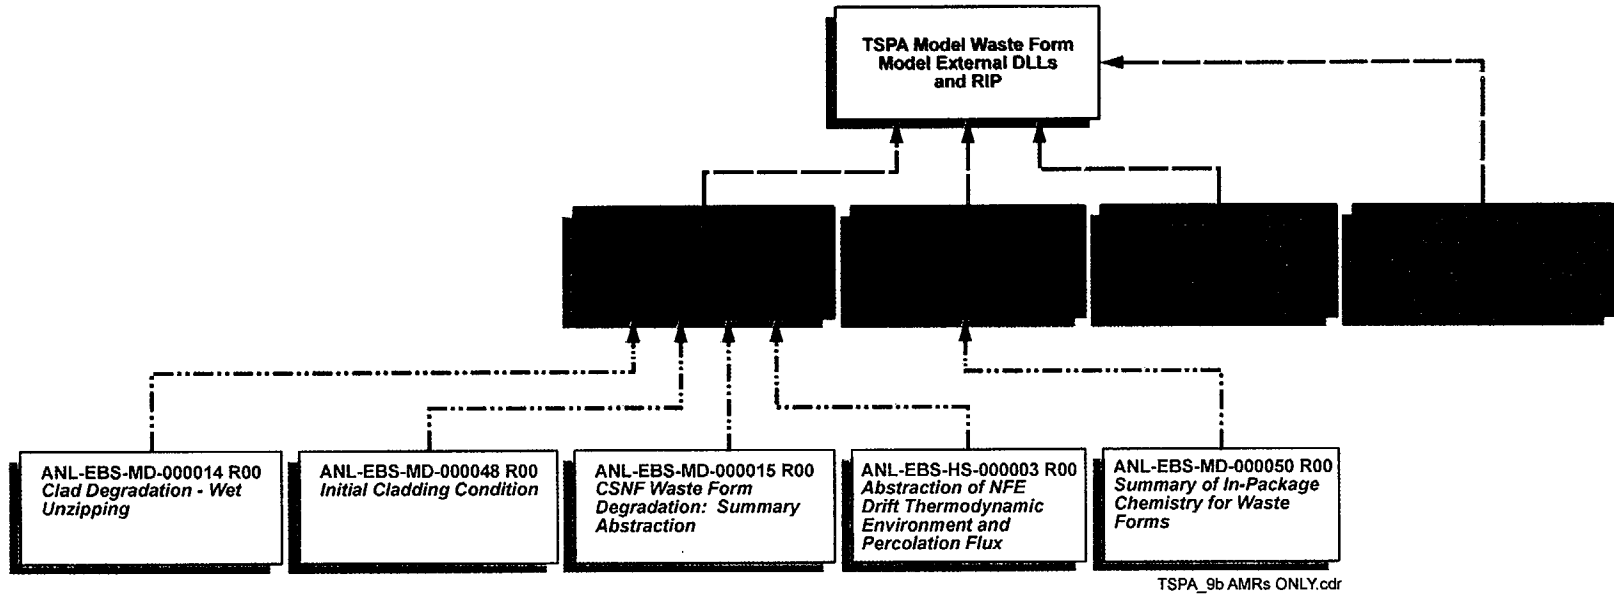 TSPA Model Waste Form
Model External DLLs
and RIP
ANL-EBS-MD-000014 R00
Clad Degradation - Wet
Unzipping
ANL-EBS-MD-000048 R00
Initial Cladding Condition
ANL-EBS-MD-000015 R00
CSNF Waste Form
Degradation: Summary
Abstraction
ANL-EBS-HS-000003 R00
Abstraction of NFE
Drift Thermodynamic
Environment and
Percolation Flux
ANL-EBS-MD-000050 R00
Summary of In-Package
Chemistry for Waste
Forms
TSPA_9b AMRs ONLY.cdr